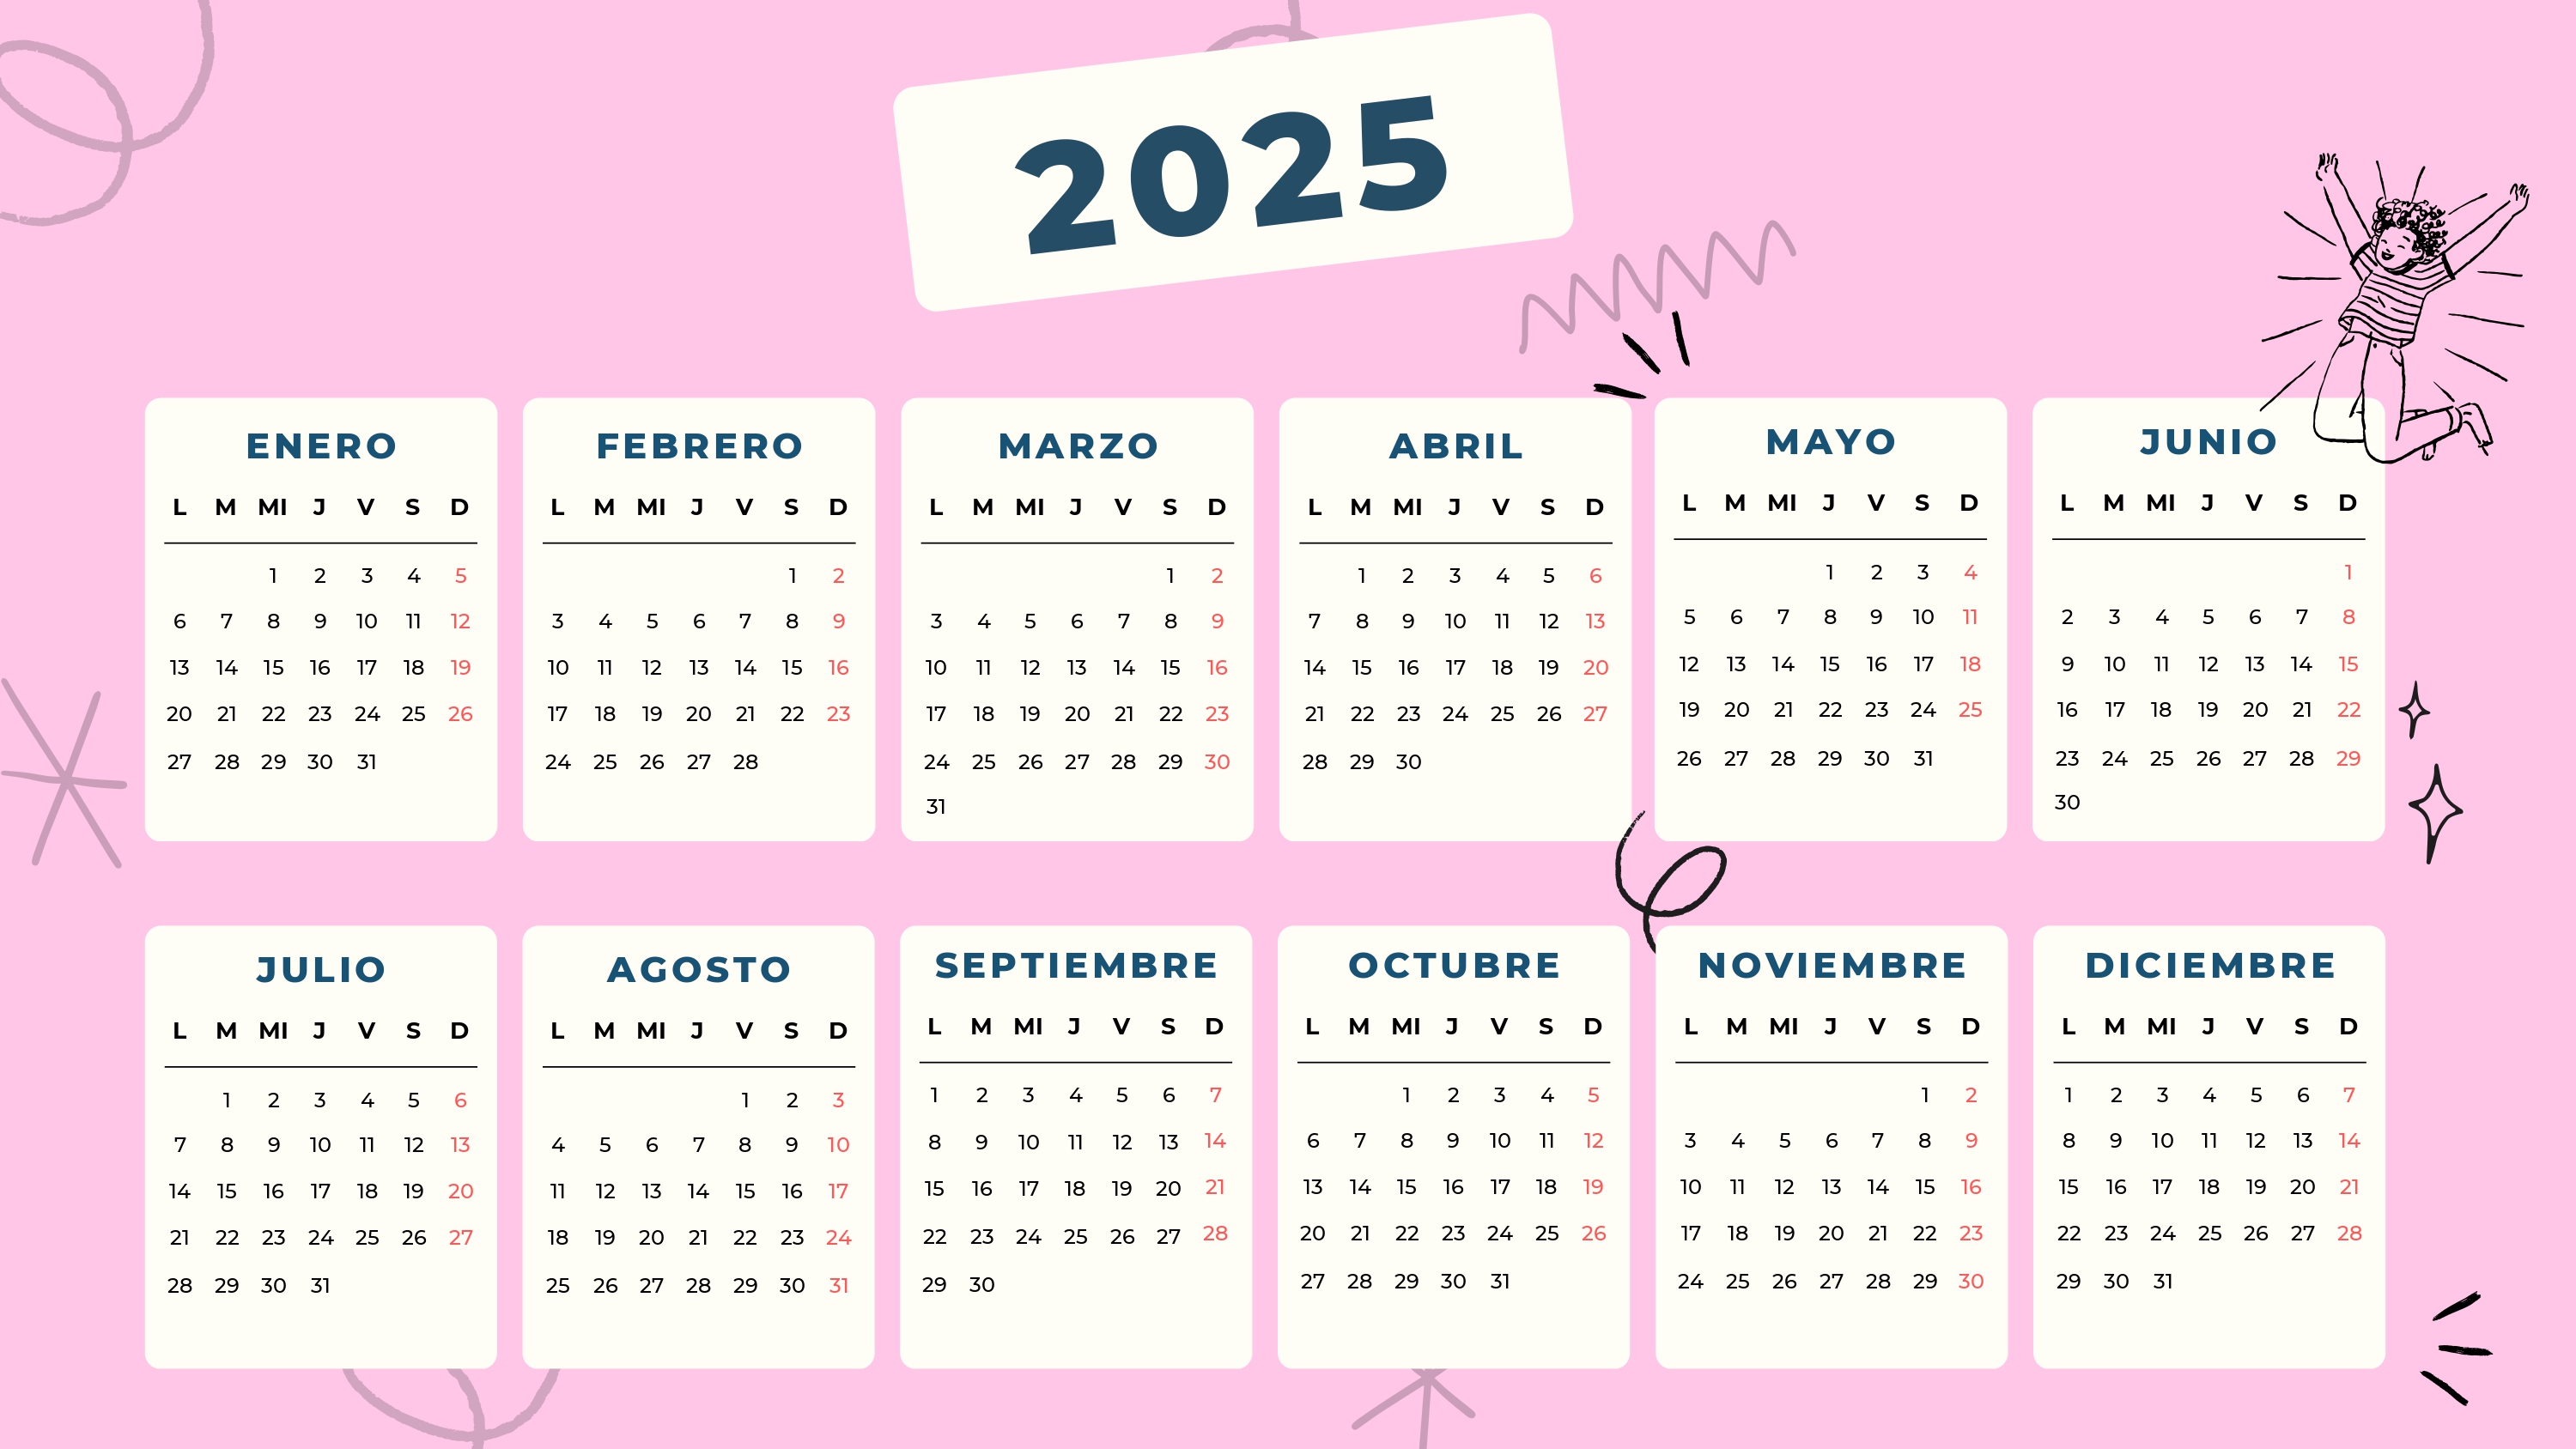 2025
ENERO
L M MI J V S D
1 2 3 4 5
6 7 8 9 10 11 12
13 14 15 16 17 18 19
20 21 22 23 24 25 26
27 28 29 30 31
FEBRERO
L M MI J V S D
1 2
3 4 5 6 7 8 9
10 11 12 13 14 15 16
17 18 19 20 21 22 23
24 25 26 27 28
MARZO
L M MI J V S D
1 2
3 4 5 6 7 8 9
10 11 12 13 14 15 16
17 18 19 20 21 22 23
24 25 26 27 28 29 30
31
ABRIL
L M MI J V S D
1 2 3 4 5 6
7 8 9 10 11 12 13
14 15 16 17 18 19 20
21 22 23 24 25 26 27
28 29 30
MAYO
L M MI J V S D
1 2 3 4
5 6 7 8 9 10 11
12 13 14 15 16 17 18
19 20 21 22 23 24 25
26 27 28 29 30 31
JUNIO
L M MI J V S D
1
2 3 4 5 6 7 8
9 10 11 12 13 14 15
16 17 18 19 20 21 22
23 24 25 26 27 28 29
30
JULIO
L M MI J V S D
1 2 3 4 5 6
7 8 9 10 11 12 13
14 15 16 17 18 19 20
21 22 23 24 25 26 27
28 29 30 31
AGOSTO
L M MI J V S D
1 2 3
4 5 6 7 8 9 10
11 12 13 14 15 16 17
18 19 20 21 22 23 24
25 26 27 28 29 30 31
SEPTIEMBRE
L M MI J V S D
1 2 3 4 5 6 7
8 9 10 11 12 13 14
15 16 17 18 19 20 21
22 23 24 25 26 27 28
29 30
OCTUBRE
L M MI J V S D
1 2 3 4 5
6 7 8 9 10 11 12
13 14 15 16 17 18 19
20 21 22 23 24 25 26
27 28 29 30 31
NOVIEMBRE
L M MI J V S D
1 2
3 4 5 6 7 8 9
10 11 12 13 14 15 16
17 18 19 20 21 22 23
24 25 26 27 28 29 30
DICIEMBRE
L M MI J V S D
1 2 3 4 5 6 7
8 9 10 11 12 13 14
15 16 17 18 19 20 21
22 23 24 25 26 27 28
29 30 31